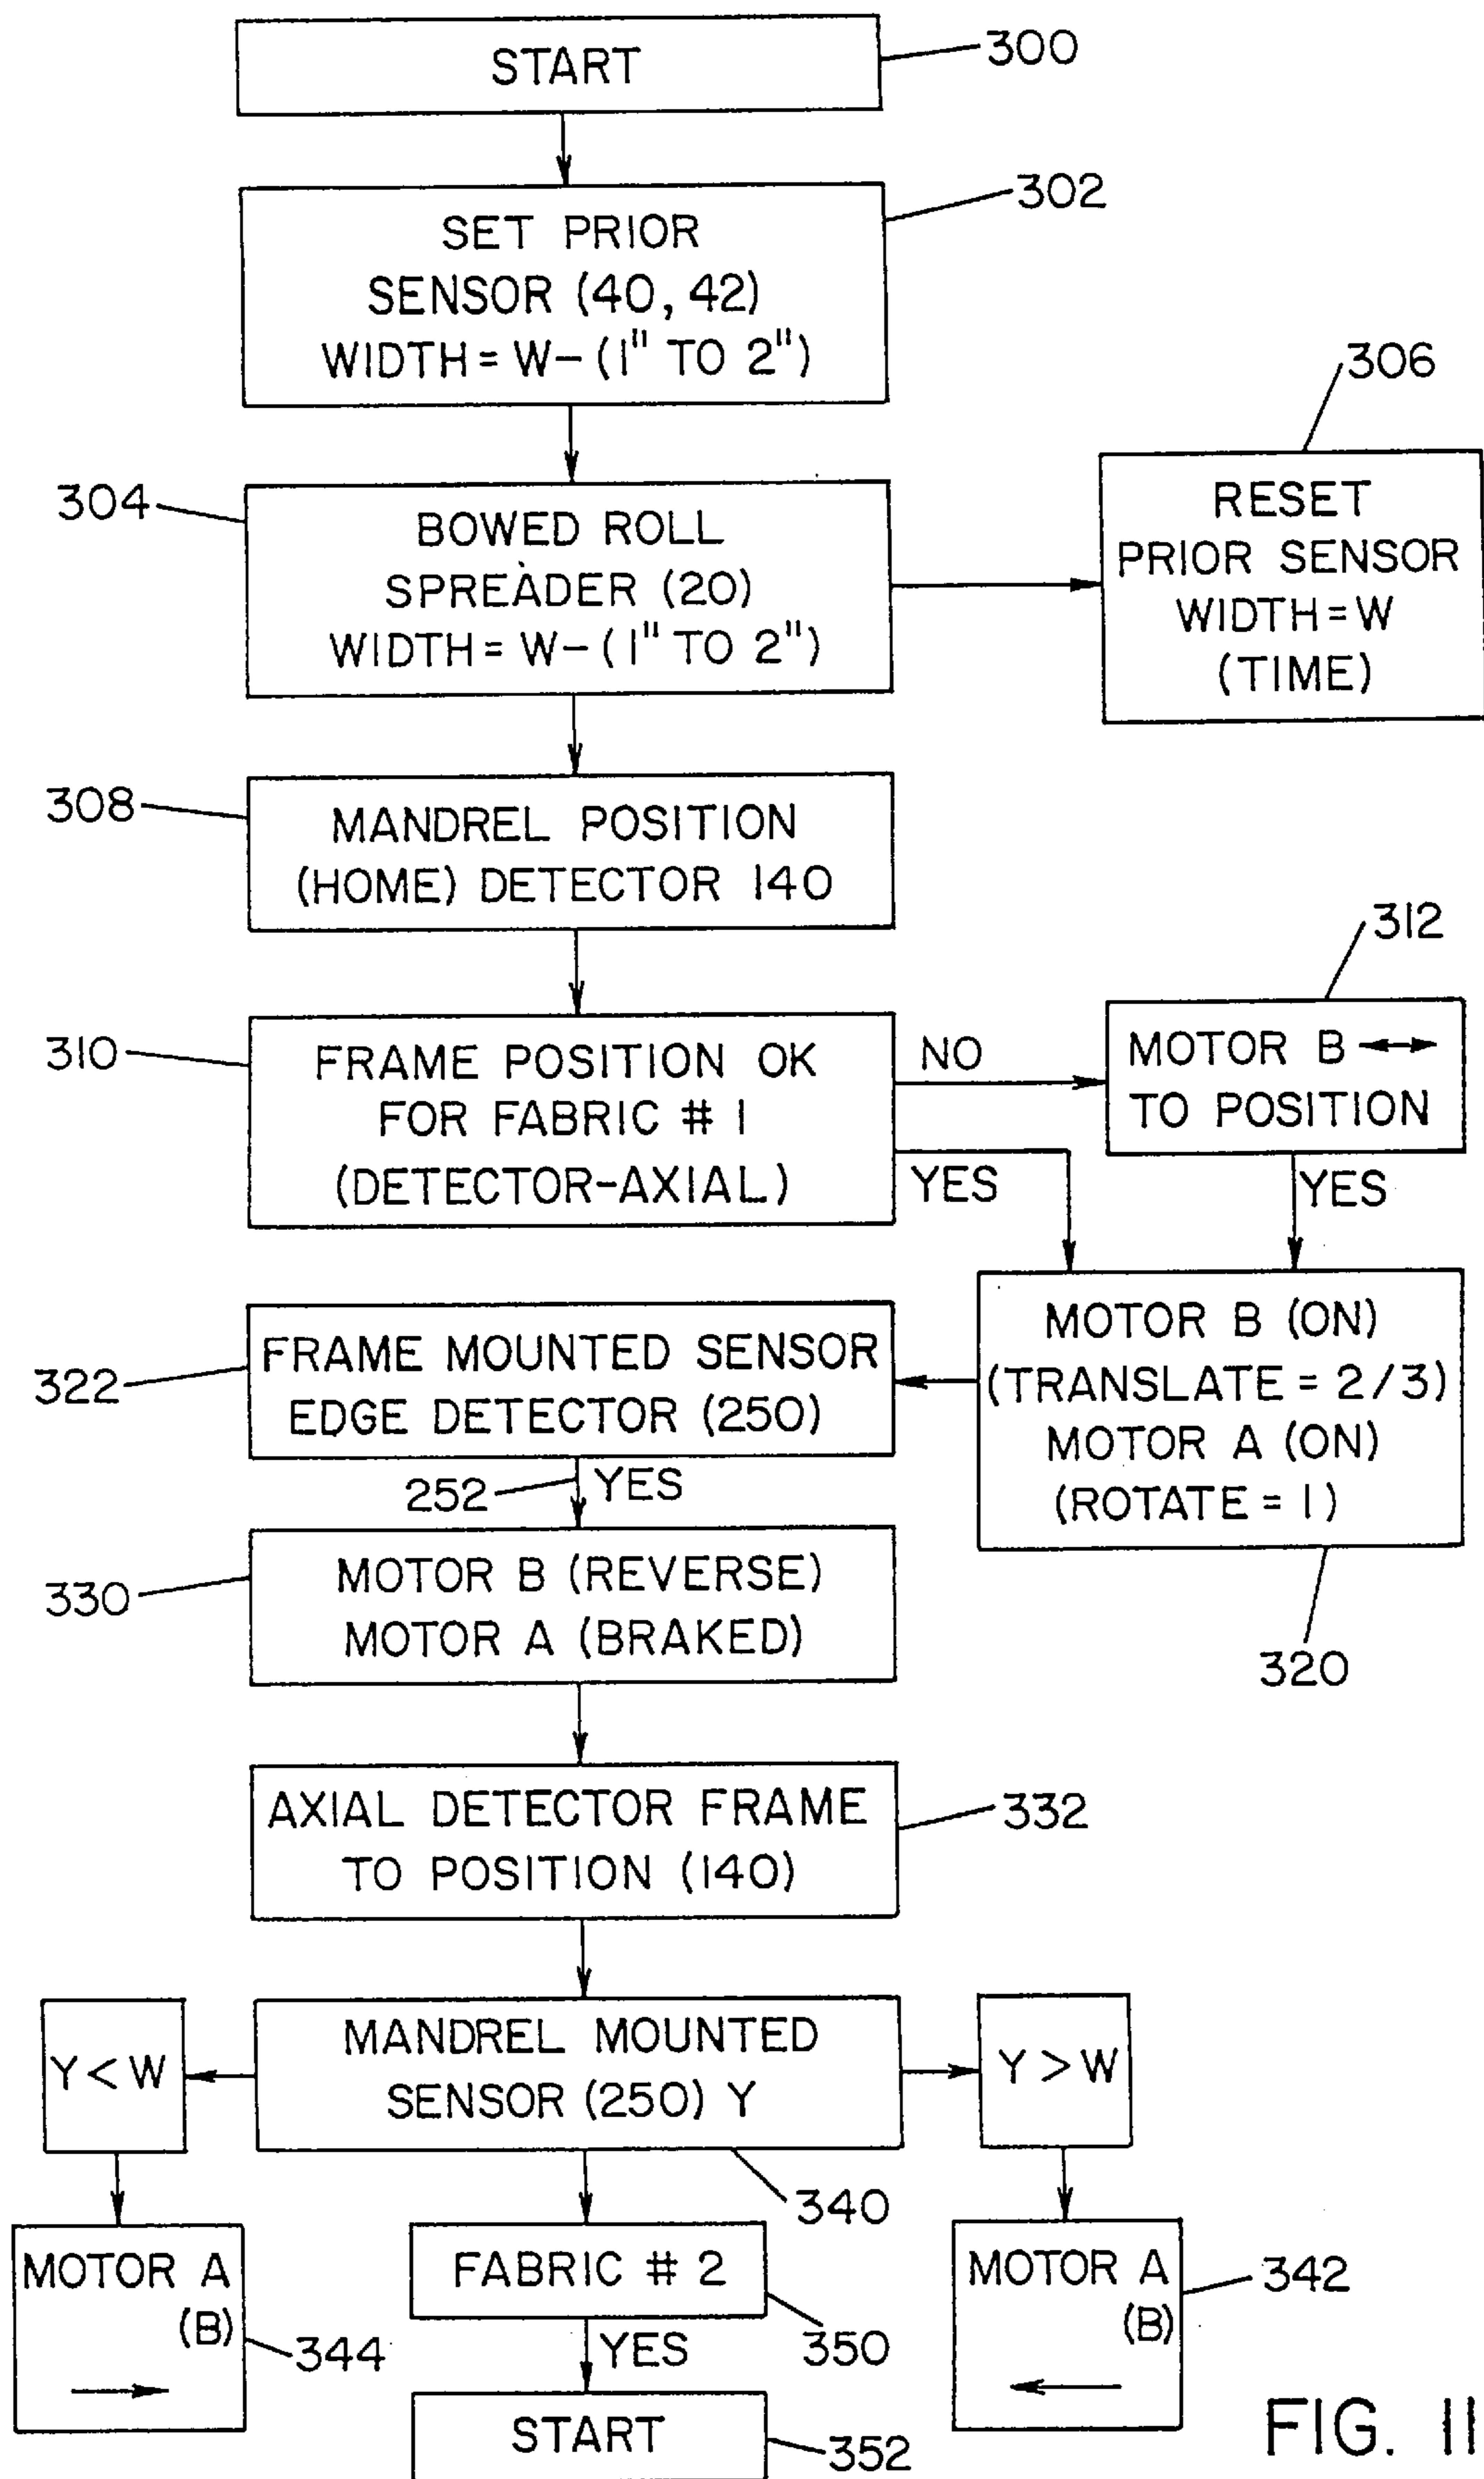 START
300
SET PRIOR
SENSOR (40, 42)
WIDTH = W - (1" TO 2")
302
BOWED ROLL
SPREADER (20)
WIDTH = W - (1" TO 2")
304
RESET
PRIOR SENSOR
WIDTH = W
(TIME)
306
MANDREL POSITION
(HOME) DETECTOR 140
308
FRAME POSITION OK
FOR FABRIC # 1
(DETECTOR-AXIAL)
310
NO
YES
MOTOR B ↔
TO POSITION
312
YES
MOTOR B (ON)
(TRANSLATE = 2/3)
MOTOR A (ON)
(ROTATE = 1)
320
FRAME MOUNTED SENSOR
EDGE DETECTOR (250)
322
252
YES
MOTOR B (REVERSE)
MOTOR A (BRAKED)
330
AXIAL DETECTOR FRAME
TO POSITION (140)
332
Y < W
MANDREL MOUNTED
SENSOR (250) Y
340
Y > W
MOTOR A
(B)
→
344
FABRIC # 2
350
YES
START
352
MOTOR A
(B)
←
342
FIG. 11